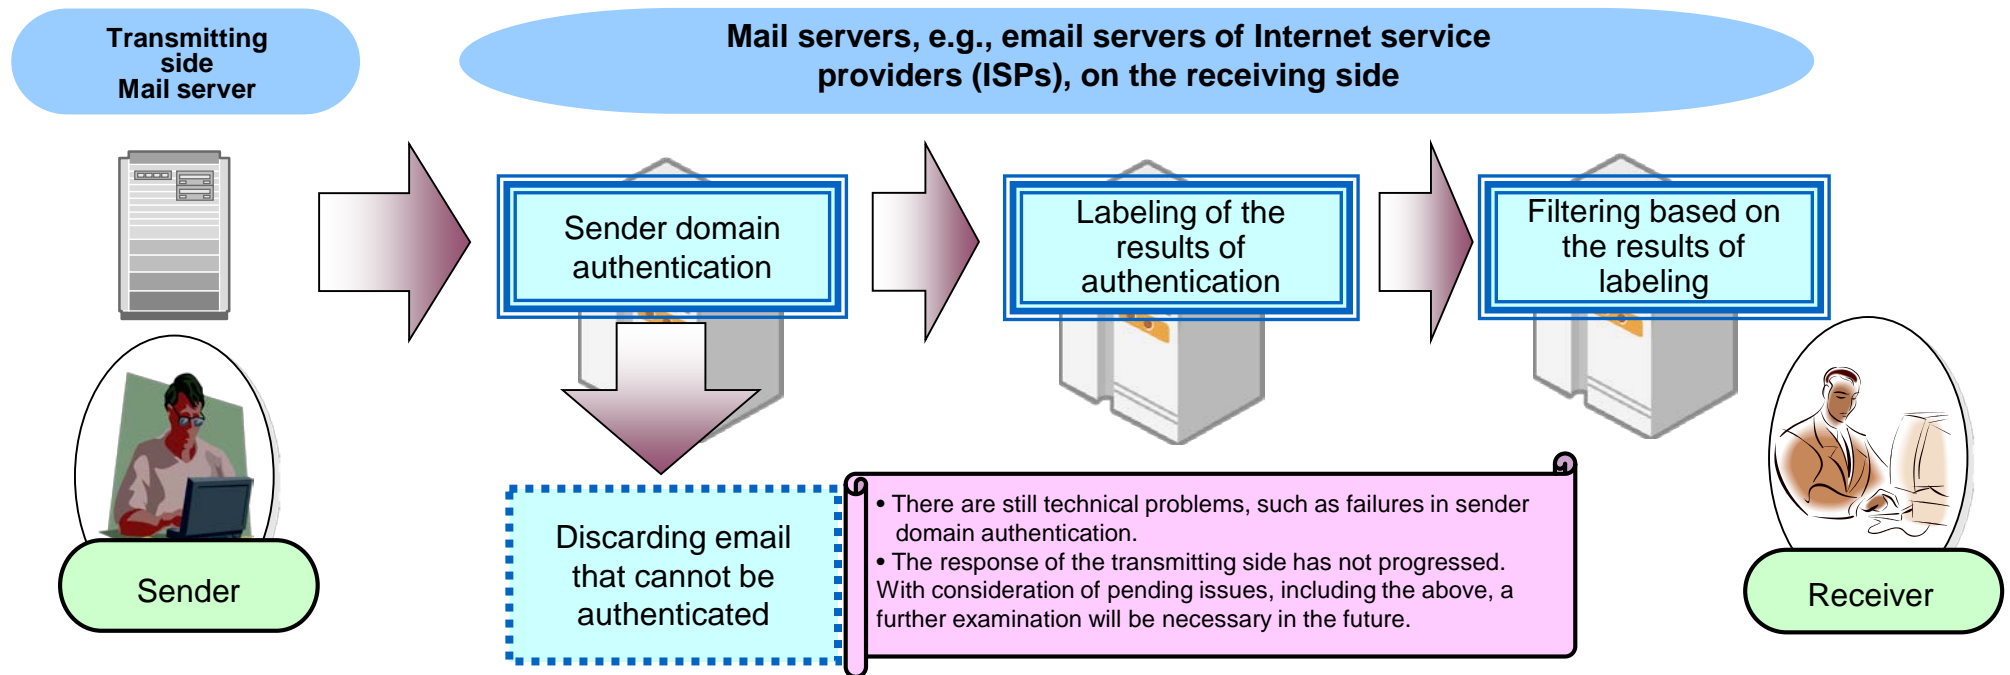 Transmitting
side
Mail server
Mail servers, e.g., email servers of Internet service
providers (ISPs), on the receiving side
Sender domain
authentication
Labeling of the
results of
authentication
Filtering based on
the results of
labeling
Discarding email
that cannot be
authenticated
• There are still technical problems, such as failures in sender
domain authentication.
• The response of the transmitting side has not progressed.
With consideration of pending issues, including the above, a
further examination will be necessary in the future.
Sender
Receiver